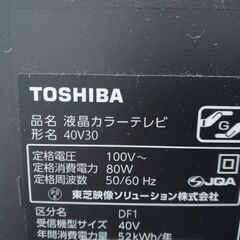 TOSHIBA
品名 液晶カラーテレビ
形名 40V30
定格電圧 100V～
定格消費電力 80W
定格周波数 50/60 Hz
JQA
東芝映像ソリューション株式会社
区分名 DF1
受信機型サイズ 40V
年間消費電力量 52kWh/年